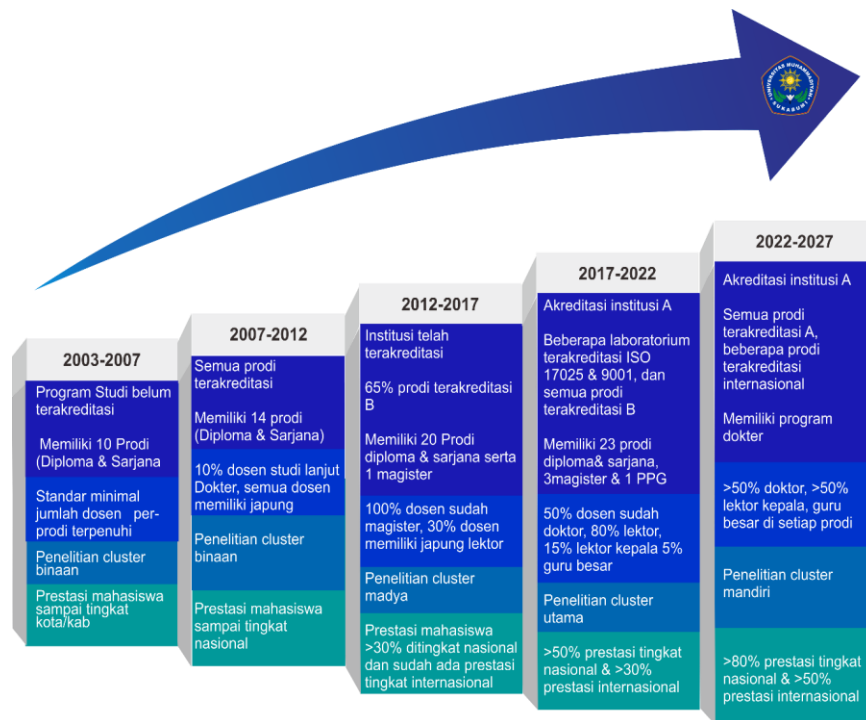 UNIVERSITAS MUHAMMADIYAH
SUKABUMI
2003-2007
Program Studi belum
terakreditasi
Memiliki 10 Prodi
(Diploma & Sarjana
Standar minimal
jumlah dosen per-
prodi terpenuhi
Penelitian cluster
binaan
Prestasi mahasiswa
sampai tingkat
kota/kab
2007-2012
Semua prodi
terakreditasi
Memiliki 14 prodi
(Diploma & Sarjana)
10% dosen studi lanjut
Dokter, semua dosen
memiliki japung
Penelitian cluster
binaan
Prestasi mahasiswa
sampai tingkat
nasional
2012-2017
Institusi telah
terakreditasi
65% prodi terakreditasi
B
Memiliki 20 Prodi
diploma & sarjana serta
1 magister
100% dosen sudah
magister, 30% dosen
memiliki japung lektor
Penelitian cluster
madya
Prestasi mahasiswa
>30% ditingkat nasional
dan sudah ada prestasi
tingkat internasional
2017-2022
Akreditasi institusi A
Beberapa laboratorium
terakreditasi ISO
17025 & 9001, dan
semua prodi
terakreditasi B
Memiliki 23 prodi
diploma& sarjana,
3magister & 1 PPG
50% dosen sudah
doktor, 80% lektor,
15% lektor kepala 5%
guru besar
Penelitian cluster
utama
>50% prestasi tingkat
nasional & >30%
prestasi internasional
2022-2027
Akreditasi institusi A
Semua prodi
terakreditasi A,
beberapa prodi
terakreditasi
internasional
Memiliki program
dokter
>50% doktor, >50%
lektor kepala, guru
besar di setiap prodi
Penelitian cluster
mandiri
>80% prestasi tingkat
nasional & >50%
prestasi internasional